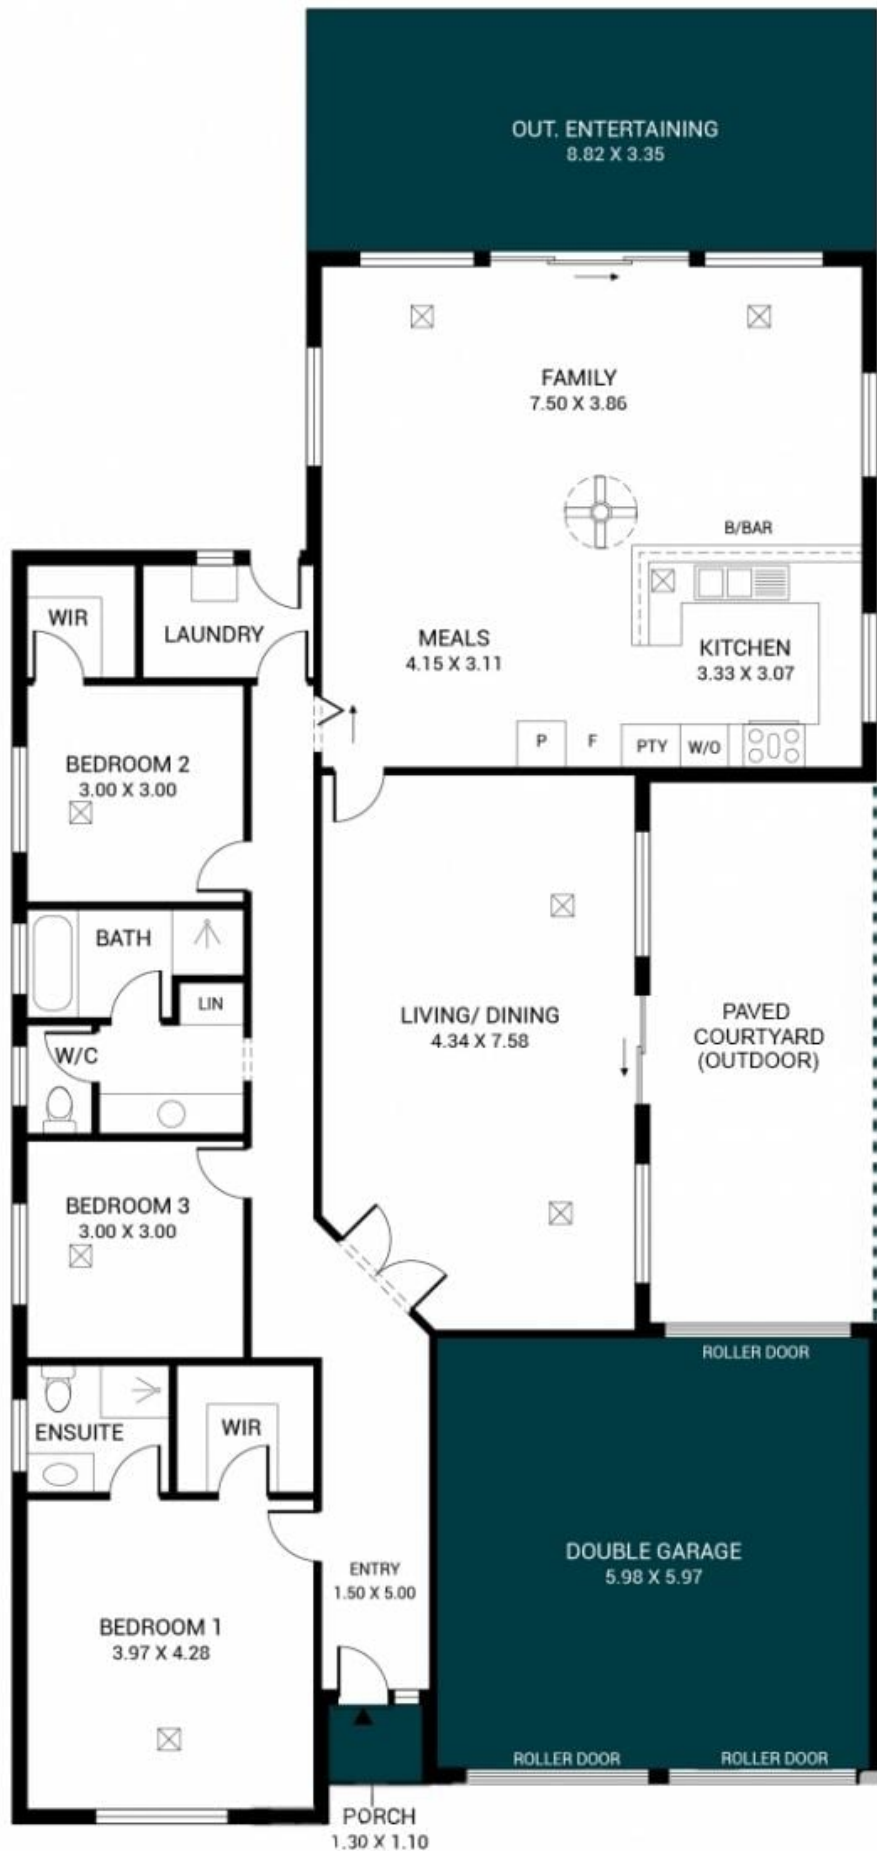 OUT. ENTERTAINING
8.82 X 3.35
FAMILY
7.50 X 3.86
B/BAR
WIR
LAUNDRY
MEALS
4.15 X 3.11
KITCHEN
3.33 X 3.07
P
F
PTY
W/O
BEDROOM 2
3.00 X 3.00
BATH
LIN
W/C
LIVING/ DINING
4.34 X 7.58
PAVED
COURTYARD
(OUTDOOR)
BEDROOM 3
3.00 X 3.00
ROLLER DOOR
ENSUITE
WIR
ENTRY
1.50 X 5.00
DOUBLE GARAGE
5.98 X 5.97
BEDROOM 1
3.97 X 4.28
ROLLER DOOR
ROLLER DOOR
PORCH
1.30 X 1.10